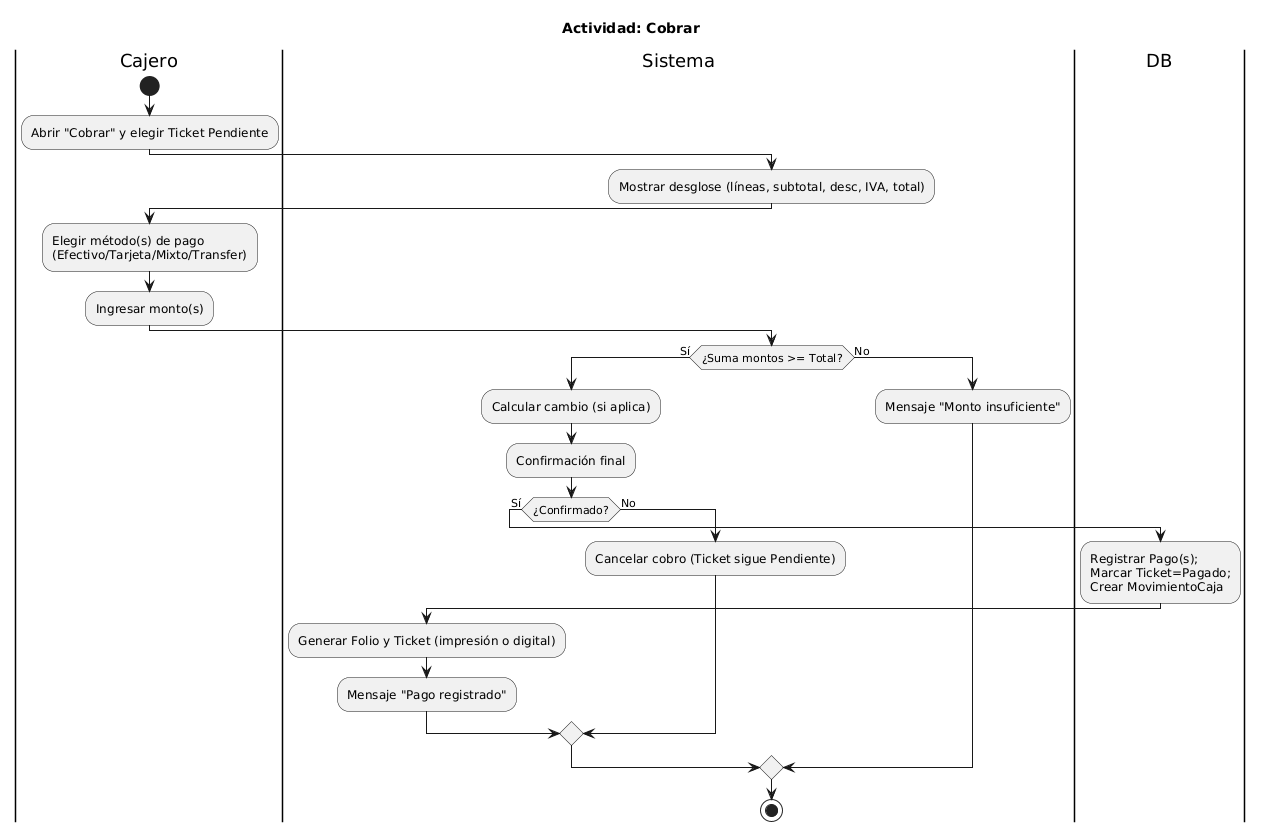 Actividad: Cobrar
Cajero
Sistema
DB
Abrir "Cobrar" y elegir Ticket Pendiente
Mostrar desglose (líneas, subtotal, desc, IVA, total)
Elegir método(s) de pago
(Efectivo/Tarjeta/Mixto/Transfer)
Ingresar monto(s)
Sí
¿Suma montos >= Total?
No
Calcular cambio (si aplica)
Mensaje "Monto insuficiente"
Confirmación final
Sí
¿Confirmado?
No
Cancelar cobro (Ticket sigue Pendiente)
Registrar Pago(s);
Marcar Ticket=Pagado;
Crear MovimientoCaja
Generar Folio y Ticket (impresión o digital)
Mensaje "Pago registrado"